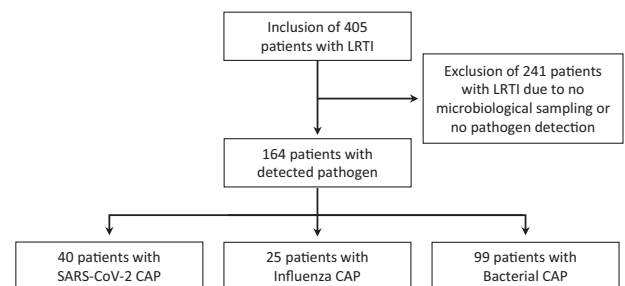 Inclusion of 405
patients with LRTI
Exclusion of 241 patients
with LRTI due to no
microbiological sampling or
no pathogen detection
164 patients with
detected pathogen
40 patients with
SARS-CoV-2 CAP
25 patients with
Influenza CAP
99 patients with
Bacterial CAP